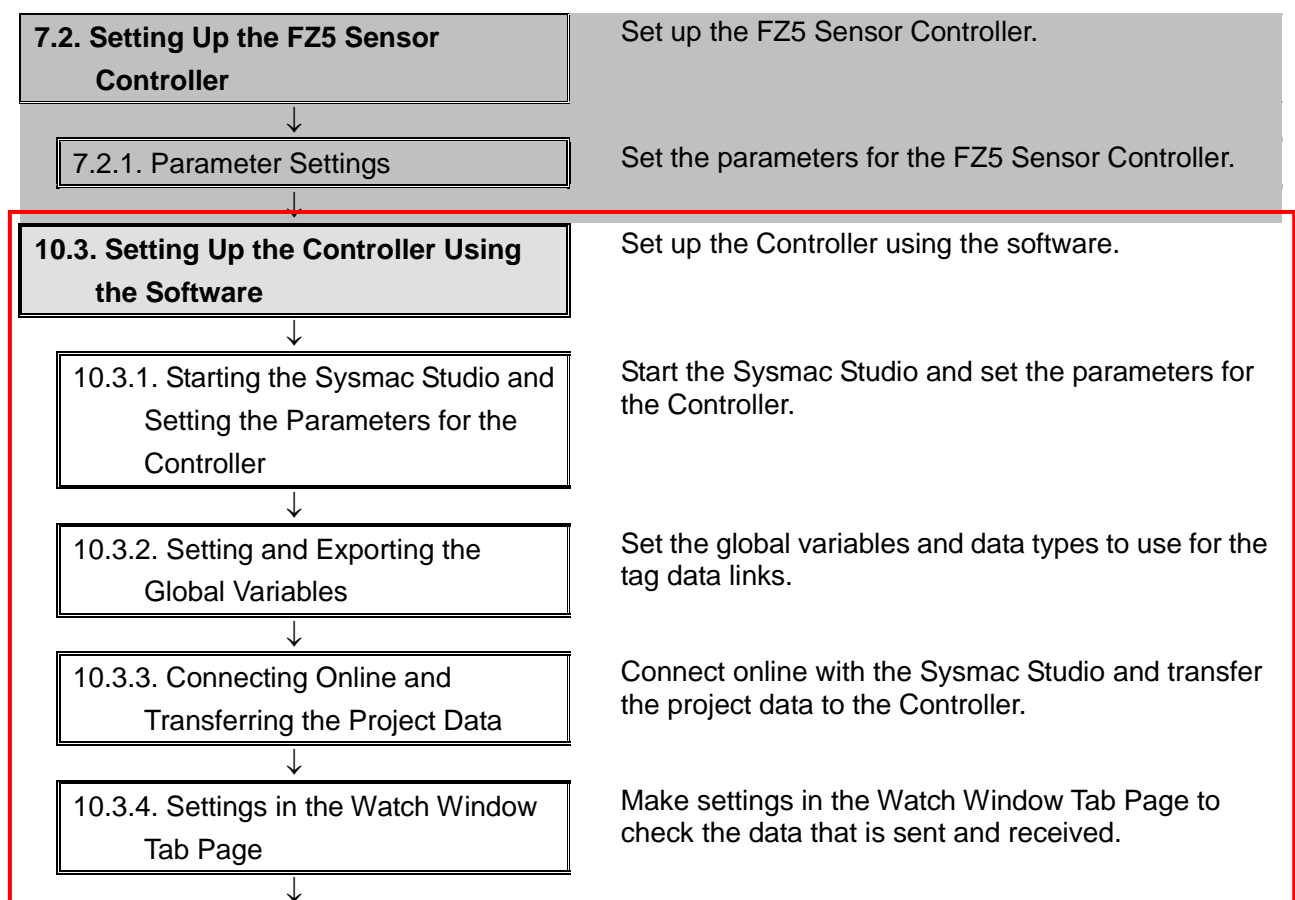 7.2. Setting Up the FZ5 Sensor
Controller
Set up the FZ5 Sensor Controller.
↓
7.2.1. Parameter Settings
Set the parameters for the FZ5 Sensor Controller.
↓
10.3. Setting Up the Controller Using
the Software
Set up the Controller using the software.
↓
10.3.1. Starting the Sysmac Studio and
Setting the Parameters for the
Controller
Start the Sysmac Studio and set the parameters for
the Controller.
↓
10.3.2. Setting and Exporting the
Global Variables
Set the global variables and data types to use for the
tag data links.
↓
10.3.3. Connecting Online and
Transferring the Project Data
Connect online with the Sysmac Studio and transfer
the project data to the Controller.
↓
10.3.4. Settings in the Watch Window
Tab Page
Make settings in the Watch Window Tab Page to
check the data that is sent and received.
↓